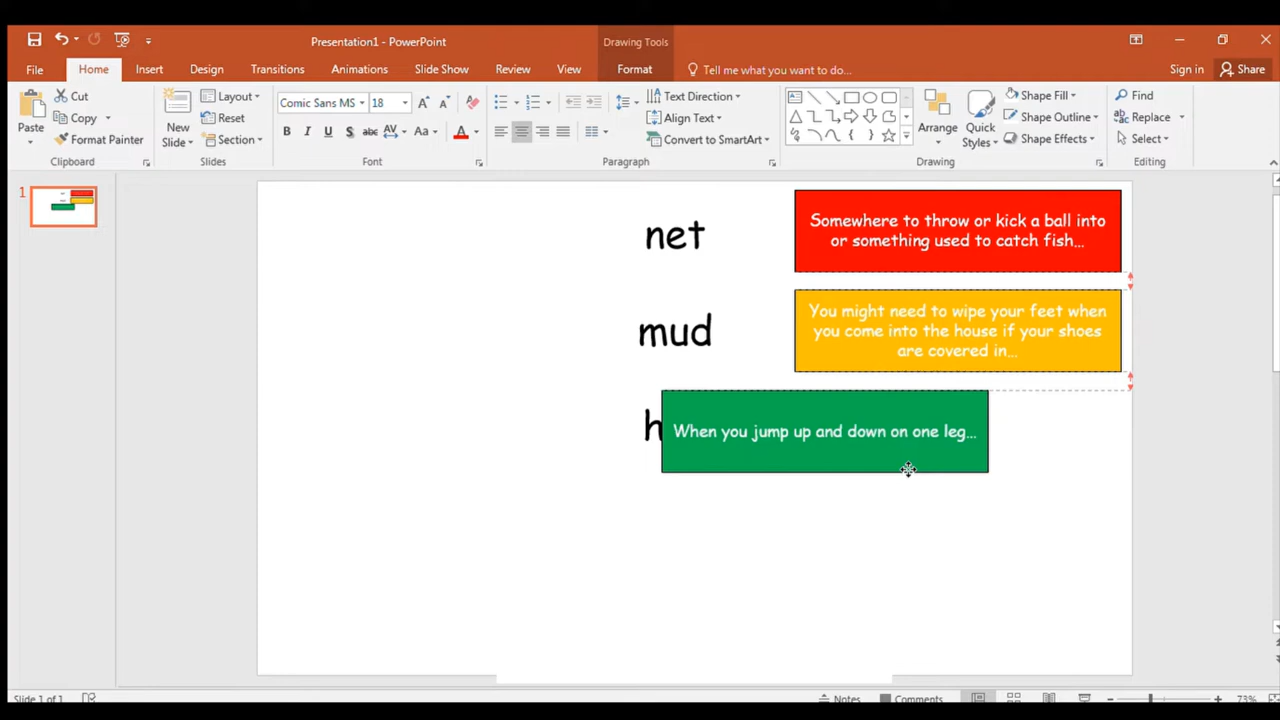 Presentation1 - PowerPoint
Drawing Tools
File Home Insert Design Transitions Animations Slide Show Review View Format Tell me what you want to do... Sign in Share
Paste
Cut
Copy
Format Painter
Clipboard
New
Slide
Layout
Reset
Section
Slides
Comic Sans MS 18
B I U S abc AV Aa A
Font
Text Direction
Align Text
Convert to SmartArt
Paragraph
Arrange
Quick
Styles
Shape Fill
Shape Outline
Shape Effects
Drawing
Find
Replace
Select
Editing
1
net
Somewhere to throw or kick a ball into
or something used to catch fish...
mud
You might need to wipe your feet when
you come into the house if your shoes
are covered in...
h
When you jump up and down on one leg...
Slide 1 of 1
Notes
Comments
73%